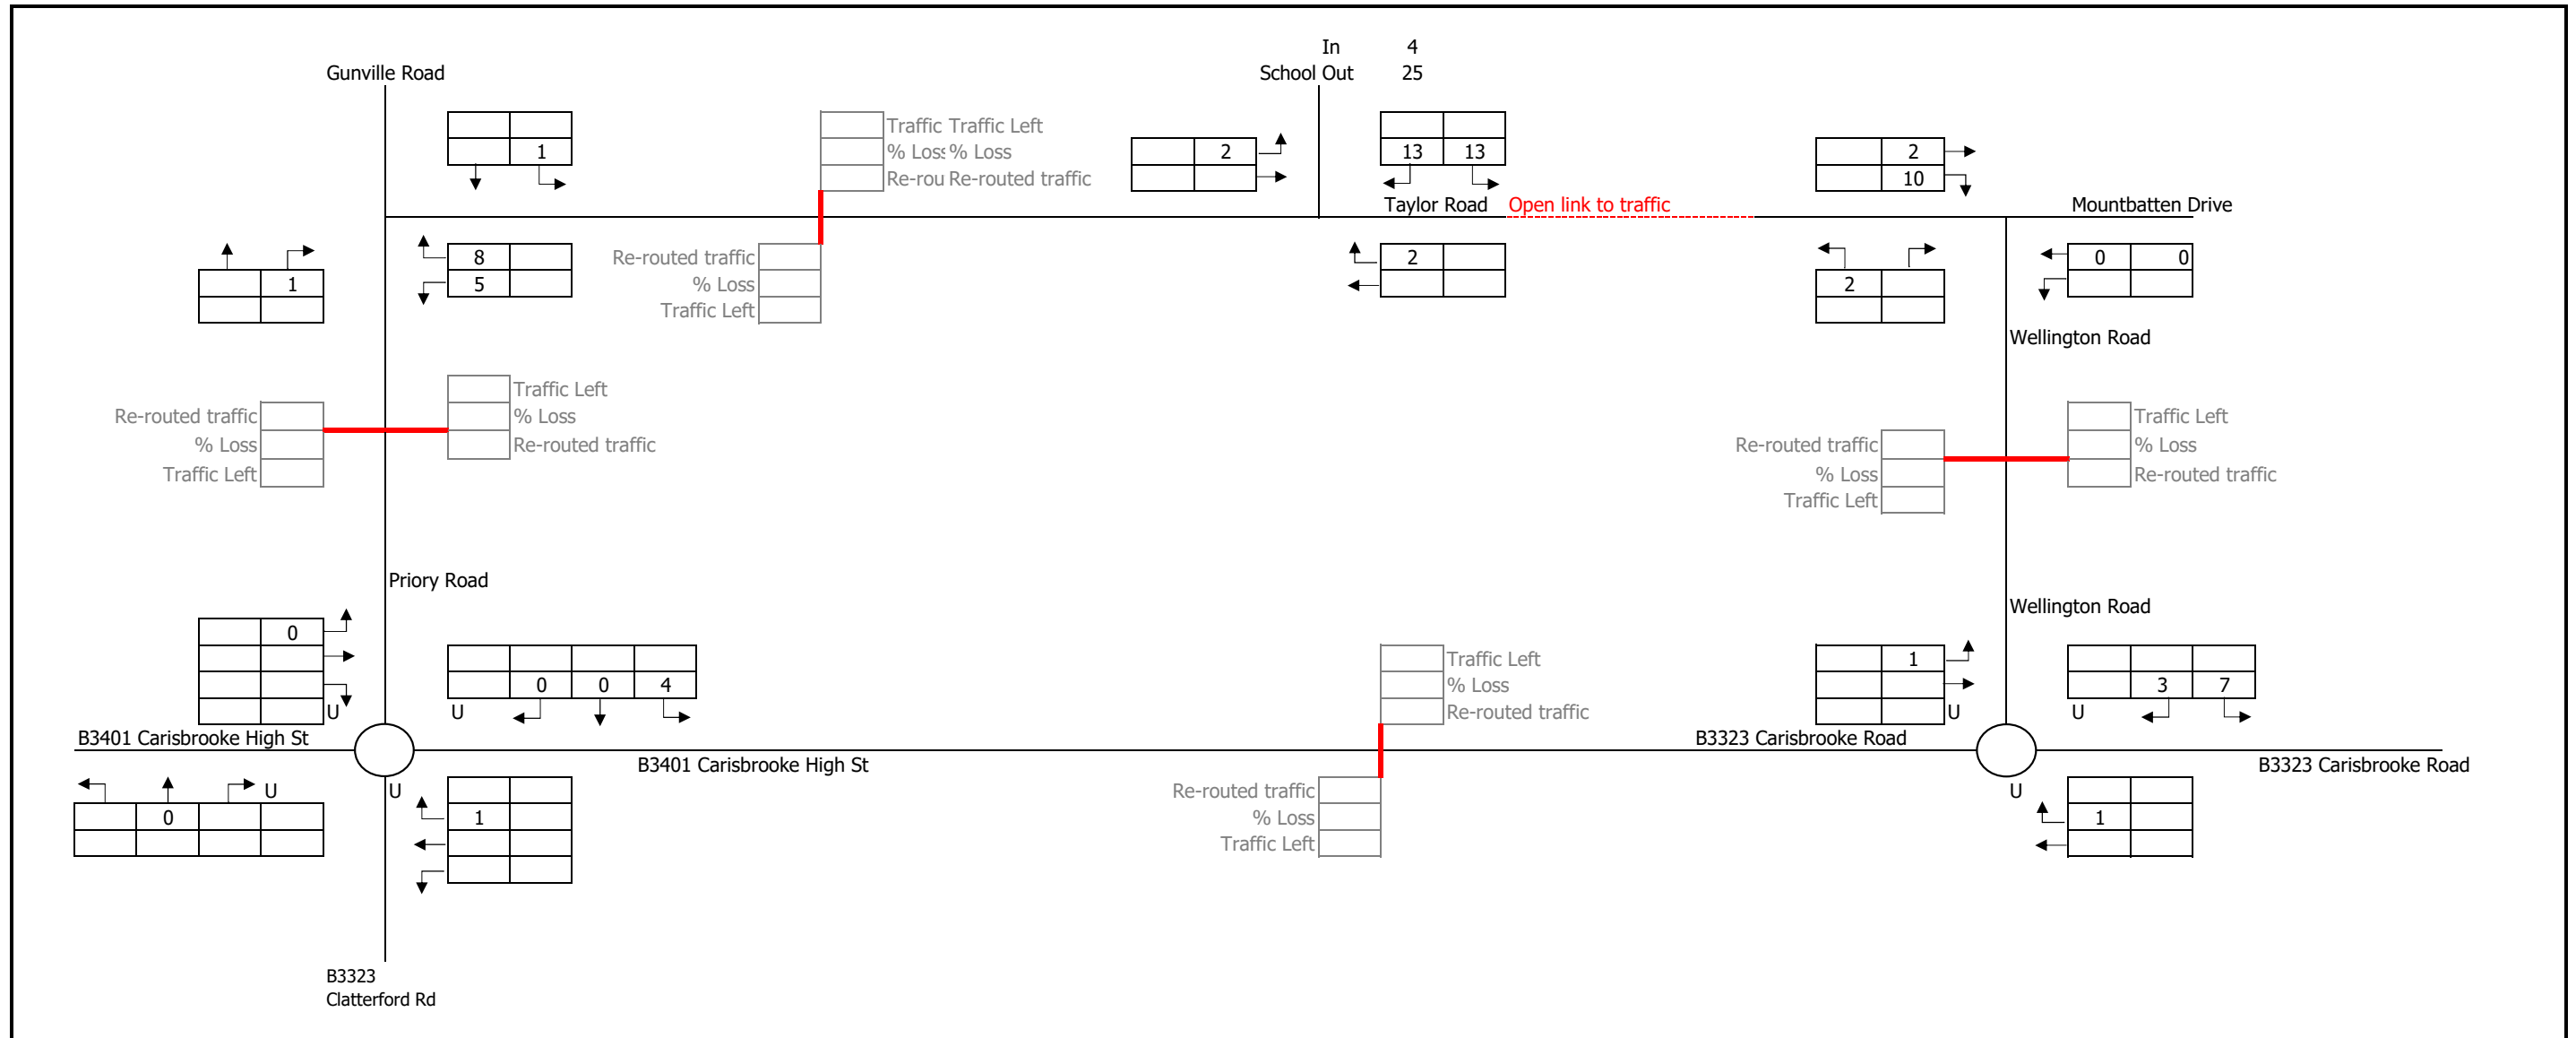 In 4
Gunville Road
School Out 25
Traffic Traffic Left
1
% Loss % Loss
2
13 13
2
Re-rou Re-routed traffic
10
Taylor Road
Open link to traffic
Mountbatten Drive
8
Re-routed traffic
2
0 0
1
5
% Loss
2
Traffic Left
Wellington Road
Traffic Left
Re-routed traffic
% Loss
Traffic Left
% Loss
Re-routed traffic
Re-routed traffic
% Loss
Traffic Left
% Loss
Re-routed traffic
Traffic Left
Priory Road
Wellington Road
0
Traffic Left
1
0 0 4
% Loss
3 7
U
U
Re-routed traffic
U
U
B3401 Carisbrooke High St
B3323 Carisbrooke Road
B3401 Carisbrooke High St
B3323 Carisbrooke Road
U
U
Re-routed traffic
U
0
1
% Loss
1
Traffic Left
B3323
Clatterford Rd